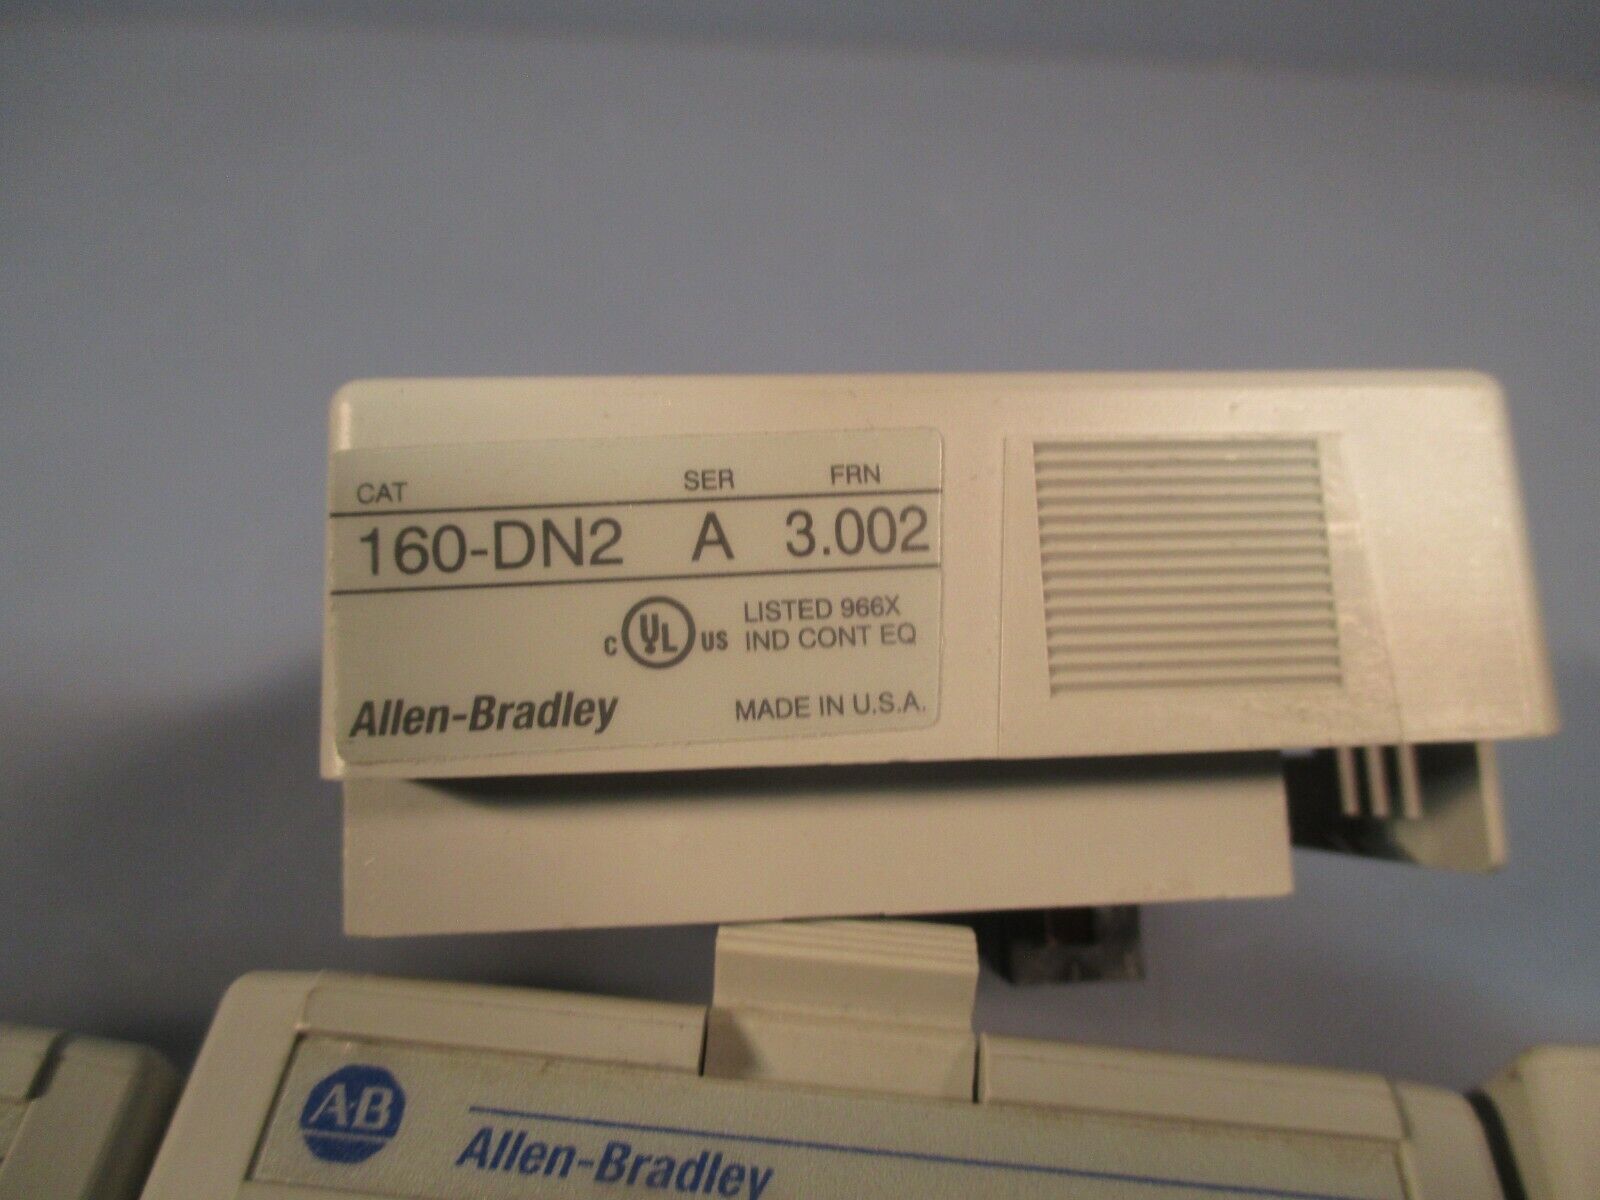 CAT SER FRN
160-DN2 A 3.002
C UL US LISTED 966X
IND CONT EQ
Allen-Bradley MADE IN U.S.A.
A-B
Allen-Bradley